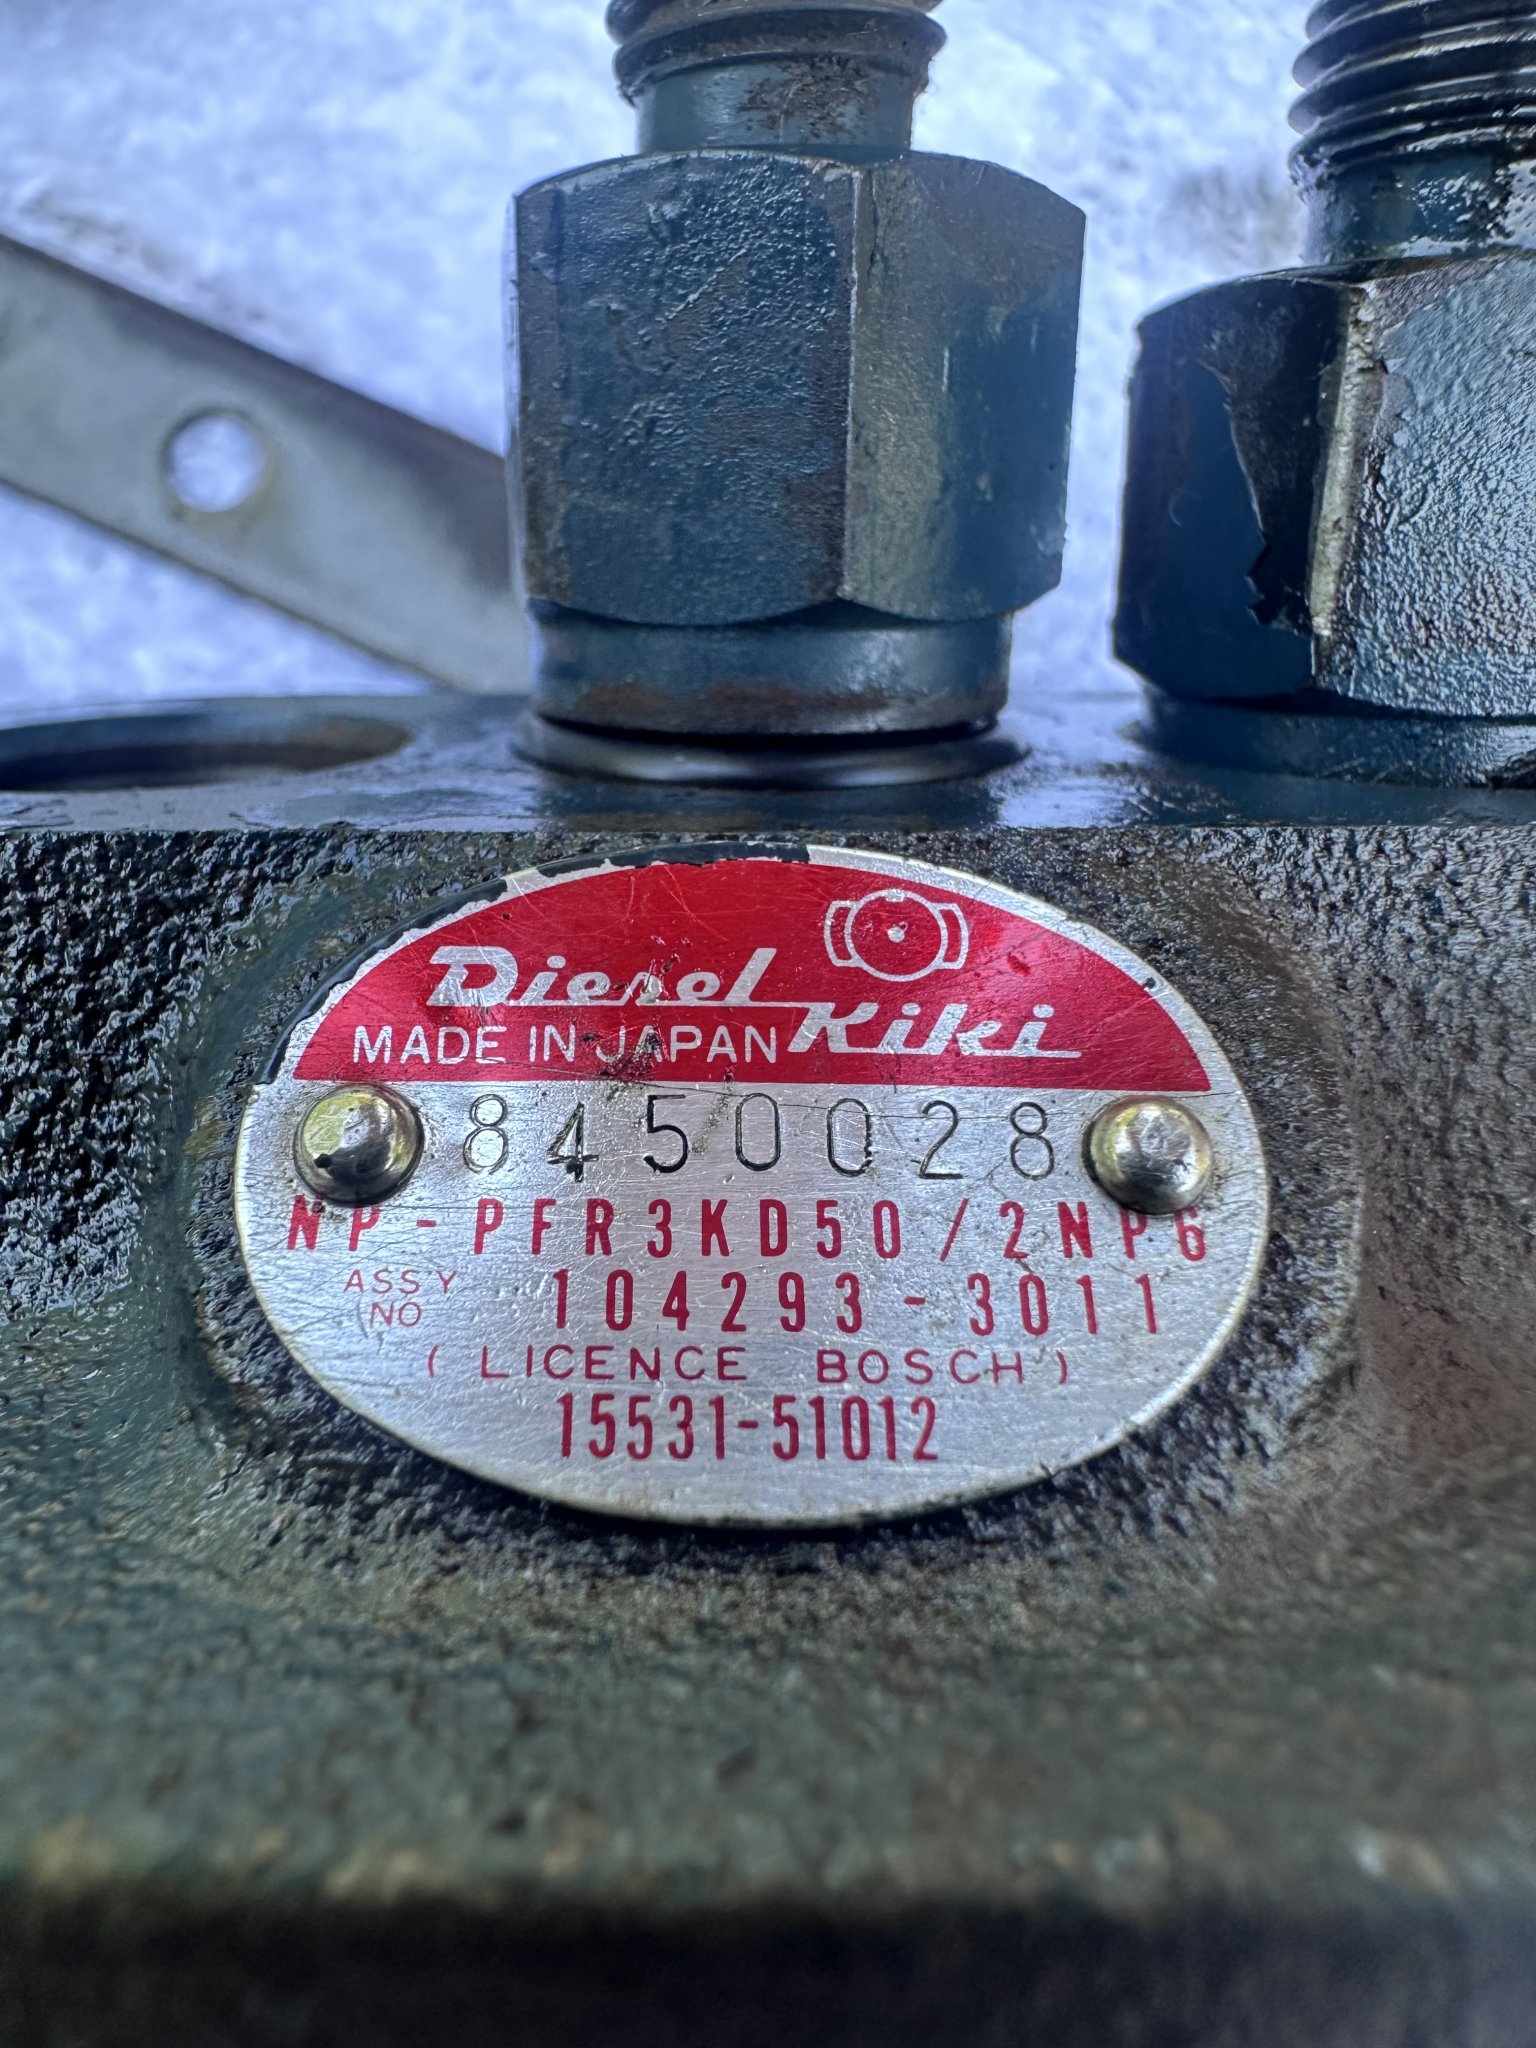 Diesel Kiki
MADE IN JAPAN
8450028
NP-PFR3KD50/2NP6
ASSY NO 104293-3011
(LICENCE BOSCH)
15531-51012